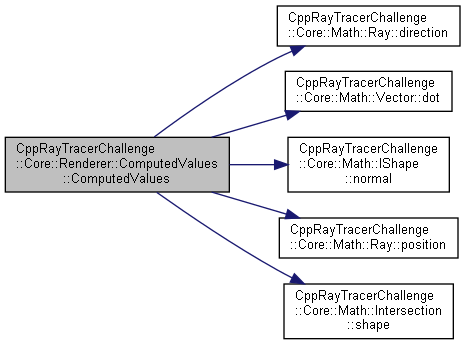 CppRayTracerChallenge
::Core::Math::Ray::direction
CppRayTracerChallenge
::Core::Math::Vector::dot
CppRayTracerChallenge
::Core::Renderer::ComputedValues
::ComputedValues
CppRayTracerChallenge
::Core::Math::IShape
::normal
CppRayTracerChallenge
::Core::Math::Ray::position
CppRayTracerChallenge
::Core::Math::Intersection
::shape